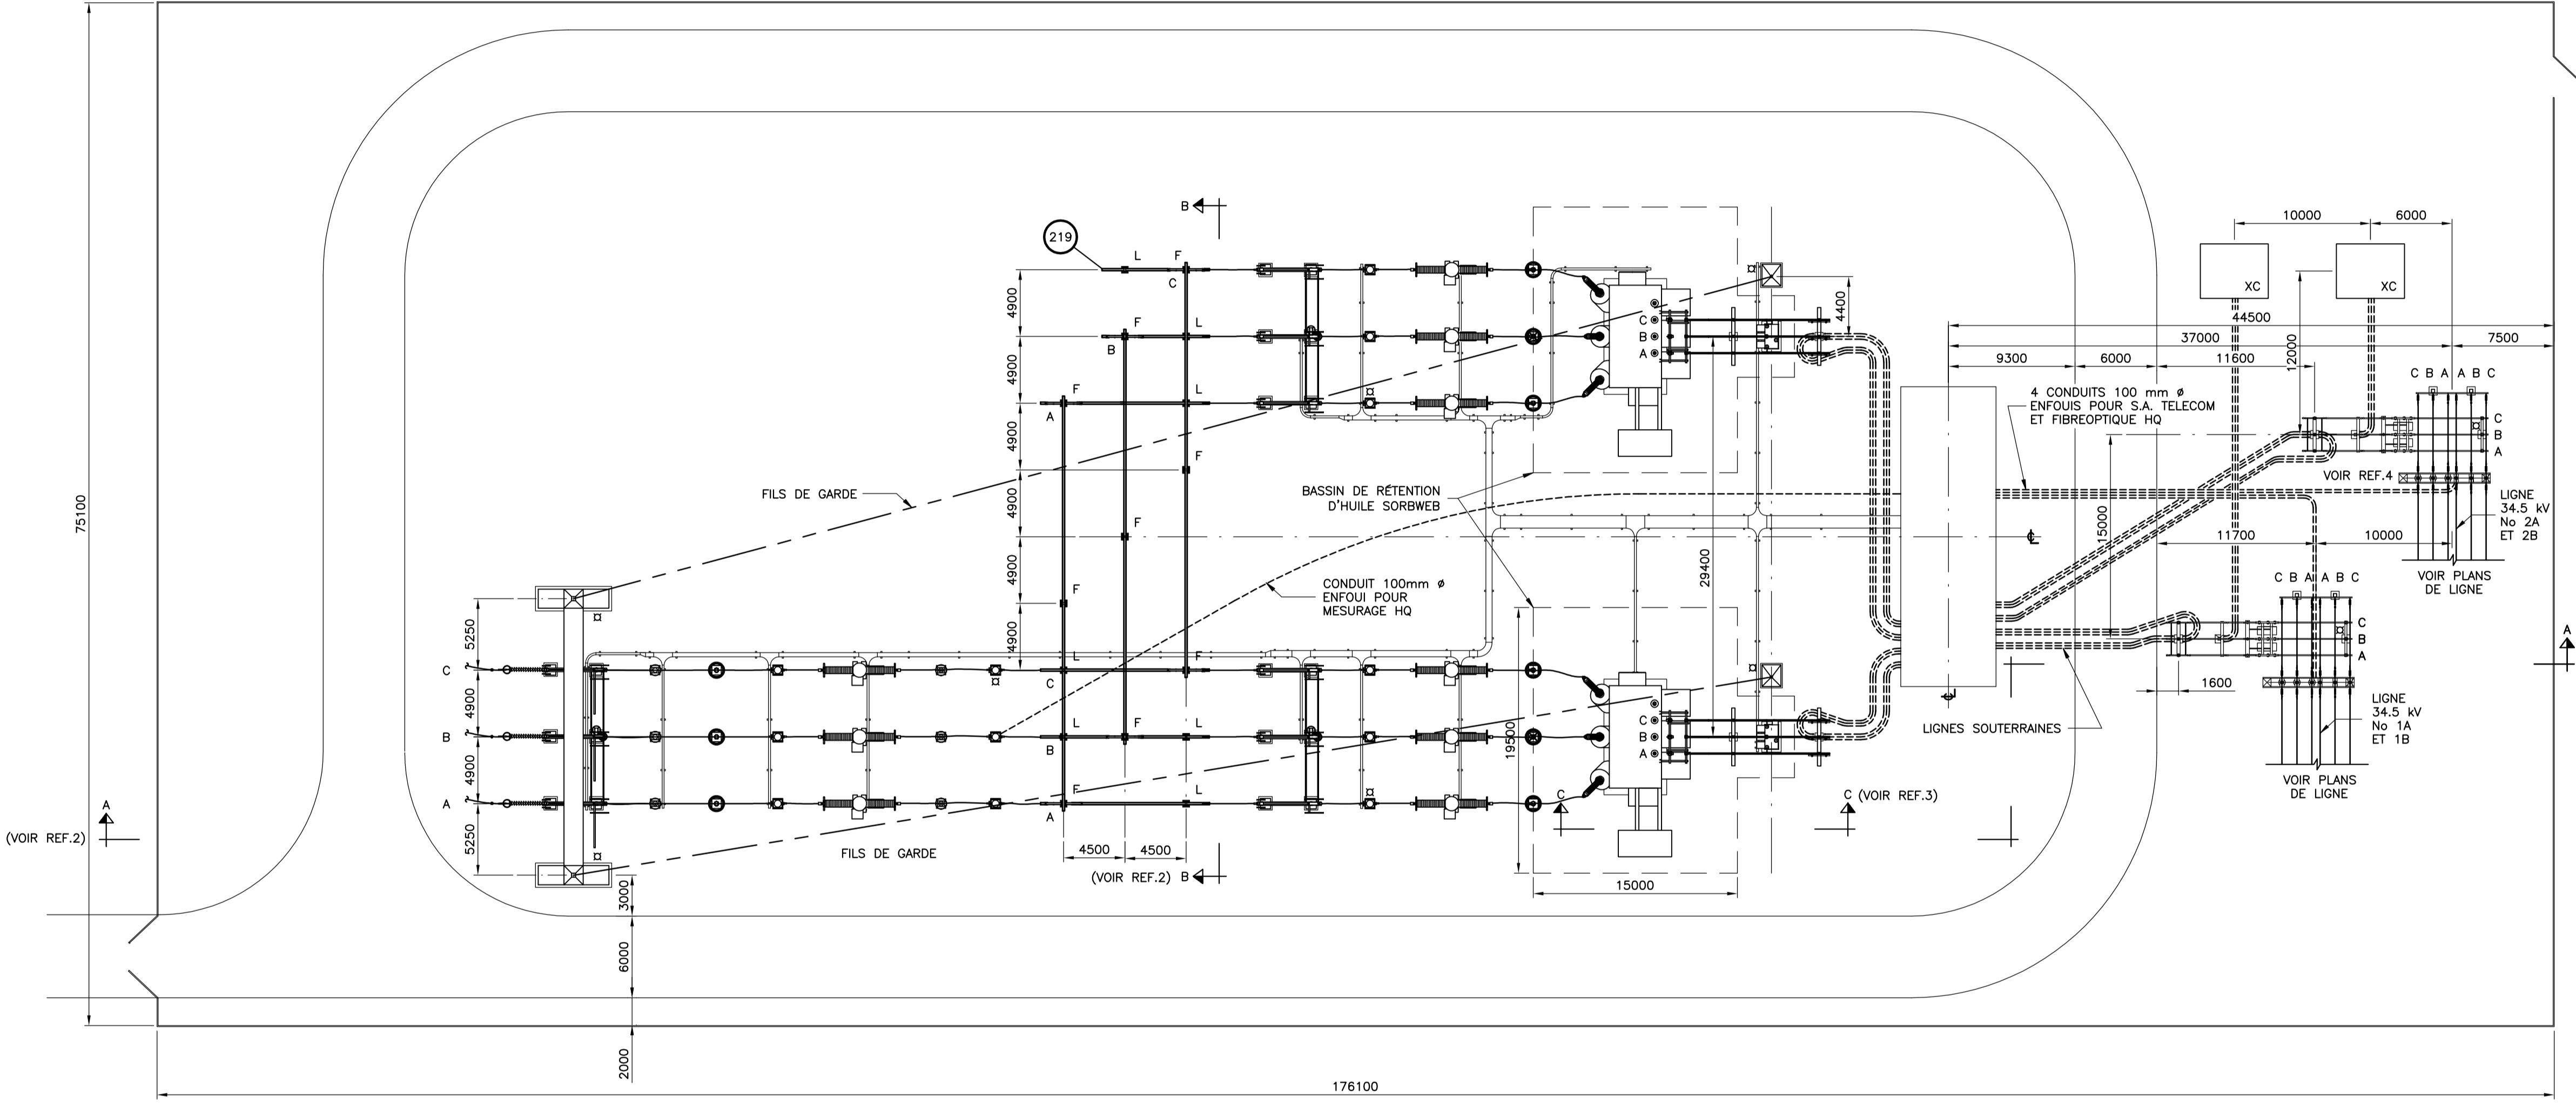 75100
B
219
L
F
C
4900
F
L
B
4900
F
L
A
4900
F
4900
F
4900
F
4900
FILS DE GARDE
BASSIN DE RÉTENTION
D'HUILE SORBWEB
CONDUIT 100mm ø
ENFOUI POUR
MESURAGE HQ
C
B
A
4400
29400
10000
6000
XC
XC
44500
37000
7500
9300
6000
11600
12000
4 CONDUITS 100 mm ø
ENFOUIS POUR S.A. TELECOM
ET FIBREOPTIQUE HQ
C B A A B C
C
B
A
VOIR REF.4
LIGNE
34.5 kV
No 2A
ET 2B
15000
11700
10000
VOIR PLANS
DE LIGNE
C B A A B C
C
B
A
1600
LIGNE
34.5 kV
No 1A
ET 1B
LIGNES SOUTERRAINES
VOIR PLANS
DE LIGNE
A
5250
C
4900
B
4900
A
5250
L
F
C
L
F
L
B
F
L
A
C
B
A
19500
C
C (VOIR REF.3)
A
(VOIR REF.2)
4500
4500
(VOIR REF.2) B
FILS DE GARDE
15000
3000
6000
2000
176100